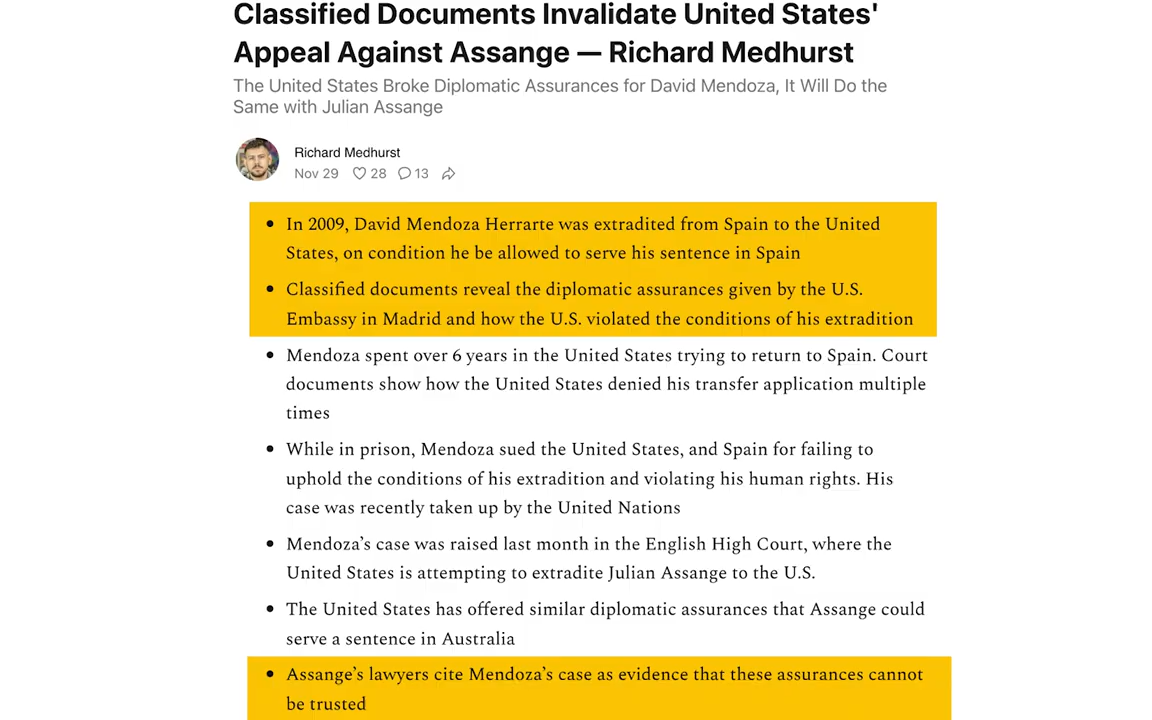 Classified Documents Invalidate United States'
Appeal Against Assange — Richard Medhurst
The United States Broke Diplomatic Assurances for David Mendoza, It Will Do the
Same with Julian Assange
Richard Medhurst
Nov 29 28 13
• In 2009, David Mendoza Herrarte was extradited from Spain to the United
States, on condition he be allowed to serve his sentence in Spain
• Classified documents reveal the diplomatic assurances given by the U.S.
Embassy in Madrid and how the U.S. violated the conditions of his extradition
• Mendoza spent over 6 years in the United States trying to return to Spain. Court
documents show how the United States denied his transfer application multiple
times
• While in prison, Mendoza sued the United States, and Spain for failing to
uphold the conditions of his extradition and violating his human rights. His
case was recently taken up by the United Nations
• Mendoza’s case was raised last month in the English High Court, where the
United States is attempting to extradite Julian Assange to the U.S.
• The United States has offered similar diplomatic assurances that Assange could
serve a sentence in Australia
• Assange’s lawyers cite Mendoza’s case as evidence that these assurances cannot
be trusted